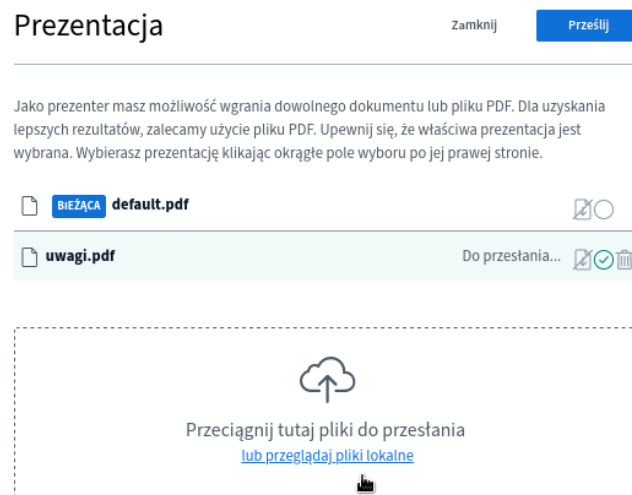 Prezentacja
Zamknij
Prześlij
Jako prezenter masz możliwość wgrania dowolnego dokumentu lub pliku PDF. Dla uzyskania
lepszych rezultatów, zalecamy użycie pliku PDF. Upewnij się, że właściwa prezentacja jest
wybrana. Wybierasz prezentację klikając okrągłe pole wyboru po jej prawej stronie.
BIEŻĄCA default.pdf
uwagi.pdf Do przesłania...
Przeciągnij tutaj pliki do przesłania
lub przeglądaj pliki lokalne